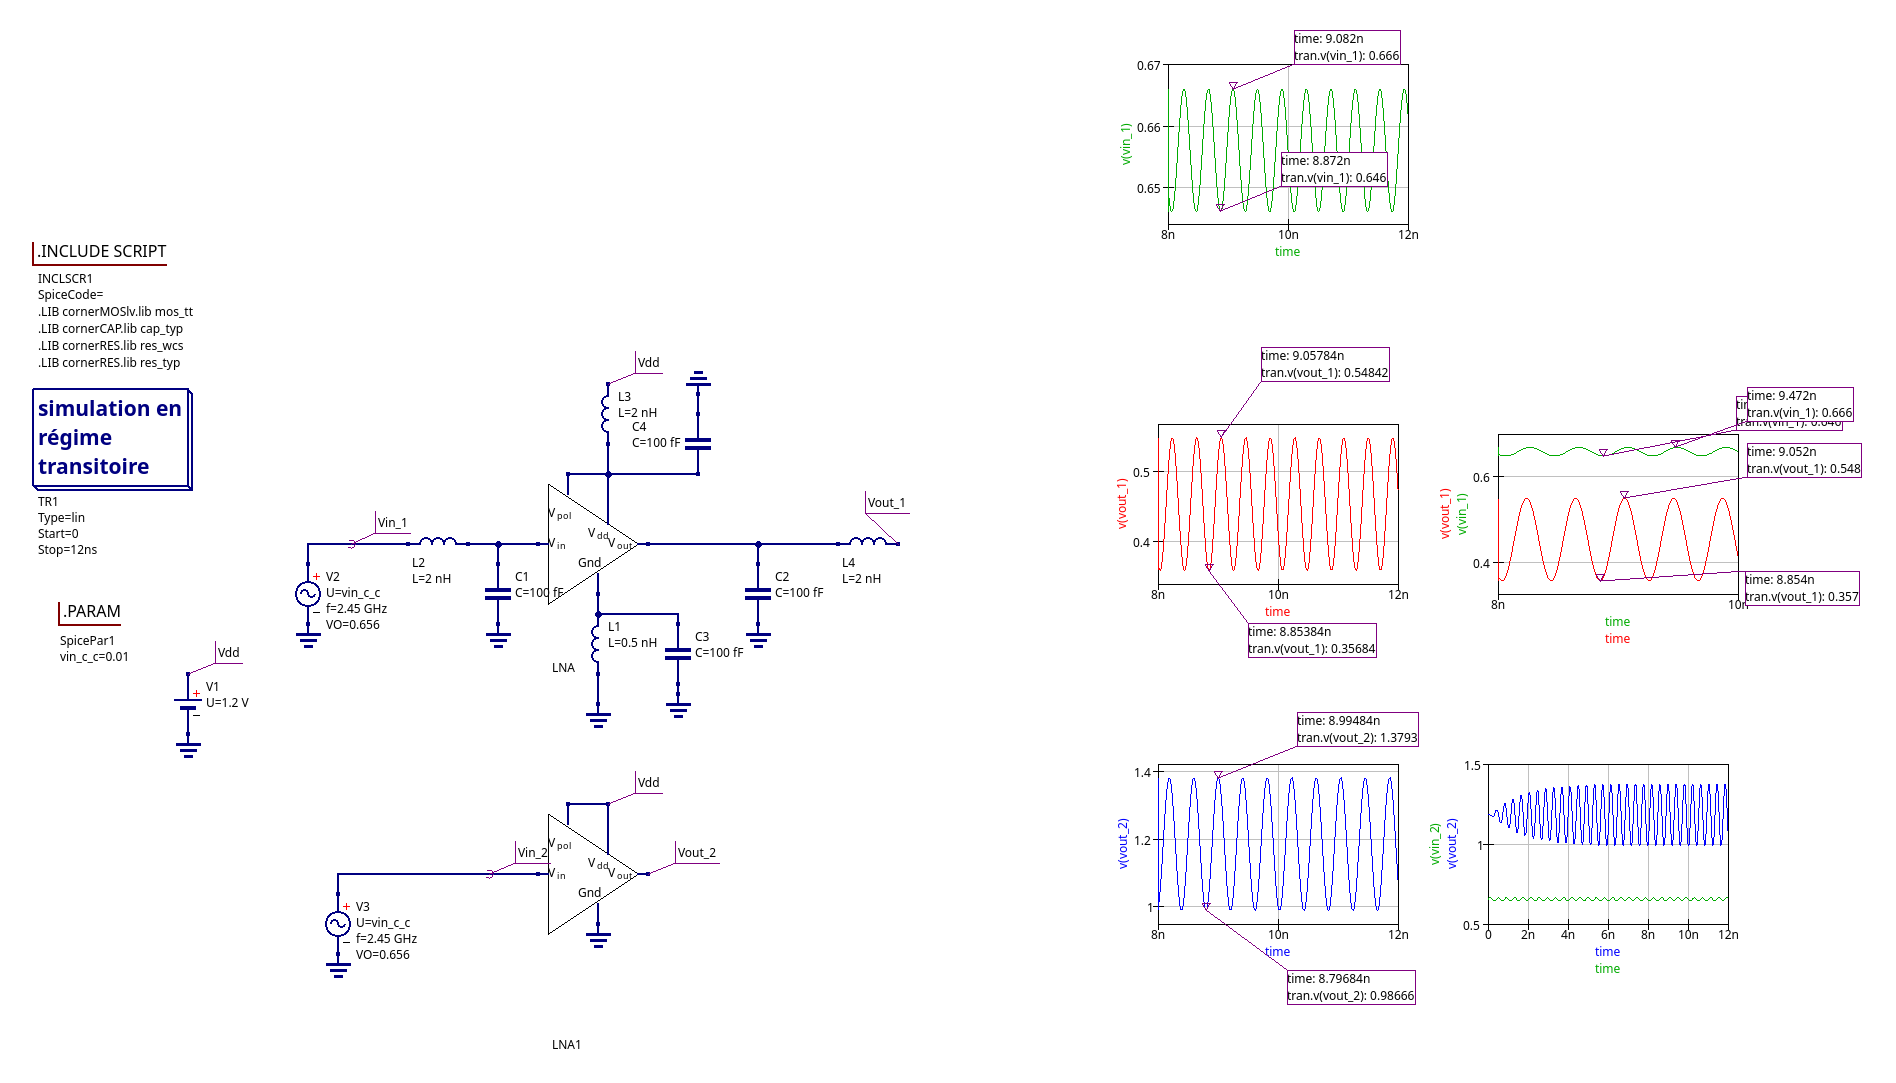 .INCLUDE SCRIPT
INCLSCR1
SpiceCode=
.LIB cornerMOSlv.lib mos_tt
.LIB cornerCAP.lib cap_typ
.LIB cornerRES.lib res_wcs
.LIB cornerRES.lib res_typ
simulation en
régime
transitoire
TR1
Type=lin
Start=0
Stop=12ns
.PARAM
SpicePar1
vin_c_c=0.01
Vdd
V1
U=1.2 V
Vin_1
V2
U=vin_c_c
f=2.45 GHz
VO=0.656
L2
L=2 nH
C1
C=100 fF
Vdd
L3
L=2 nH
C4
C=100 fF
Vpol
Vdd
Vin
Vout
Gnd
L1
L=0.5 nH
C3
C=100 fF
LNA
C2
C=100 fF
L4
L=2 nH
Vout_1
Vdd
Vin_2
Vpol
Vdd
Vin
Vout
Gnd
Vout_2
V3
U=vin_c_c
f=2.45 GHz
VO=0.656
LNA1
time: 9.082n
tran.v(vin_1): 0.666
time: 8.872n
tran.v(vin_1): 0.646
0.67
0.66
0.65
v(vin_1)
8n
10n
12n
time
time: 9.05784n
tran.v(vout_1): 0.54842
0.5
0.4
v(vout_1)
8n
10n
12n
time
time: 8.85384n
tran.v(vout_1): 0.35684
time: 9.472n
tran.v(vin_1): 0.666
time: 9.052n
tran.v(vout_1): 0.548
0.6
0.4
v(vout_1)
v(vin_1)
8n
10n
time: 8.854n
tran.v(vout_1): 0.357
time
time
time: 8.99484n
tran.v(vout_2): 1.3793
1.4
1.2
1
v(vout_2)
8n
10n
12n
time
time: 8.79684n
tran.v(vout_2): 0.98666
1.5
1
0.5
v(vin_2)
v(vout_2)
0
2n
4n
6n
8n
10n
12n
time
time